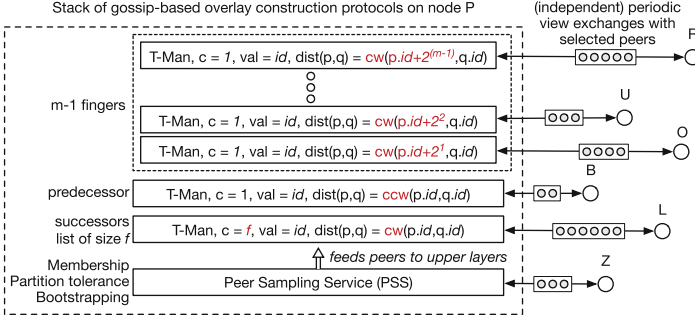 Stack of gossip-based overlay construction protocols on node P
(independent) periodic
view exchanges with
selected peers
T-Man, c = 1, val = id, dist(p,q) = cw(p.id+2^(m-1),q.id)
m-1 fingers
U
T-Man, c = 1, val = id, dist(p,q) = cw(p.id+2^2,q.id)
O
T-Man, c = 1, val = id, dist(p,q) = cw(p.id+2^1,q.id)
B
predecessor
T-Man, c = 1, val = id, dist(p,q) = ccw(p.id,q.id)
L
successors
list of size f
T-Man, c = f, val = id, dist(p,q) = cw(p.id,q.id)
feeds peers to upper layers
Z
Membership
Partition tolerance
Bootstrapping
Peer Sampling Service (PSS)